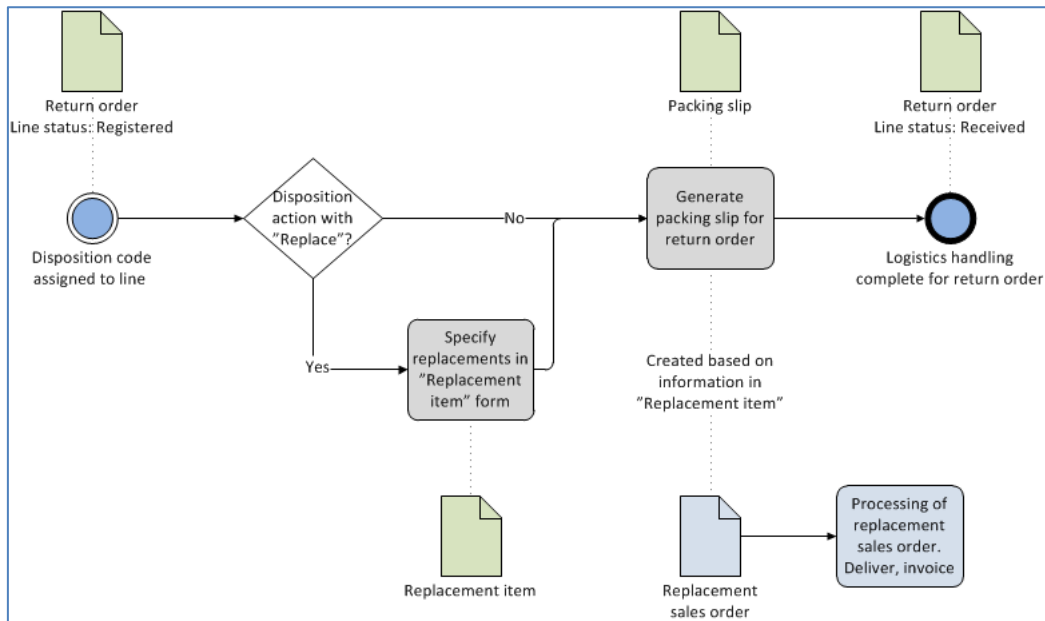 Return order
Line status: Registered
Packing slip
Return order
Line status: Received
Disposition
action with
”Replace”?
No
Generate
packing slip for
return order
Disposition code
assigned to line
Logistics handling
complete for return order
Yes
Specify
replacements in
”Replacement
item” form
Created based on
information in
”Replacement item”
Processing of
replacement
sales order.
Deliver, invoice
Replacement item
Replacement
sales order